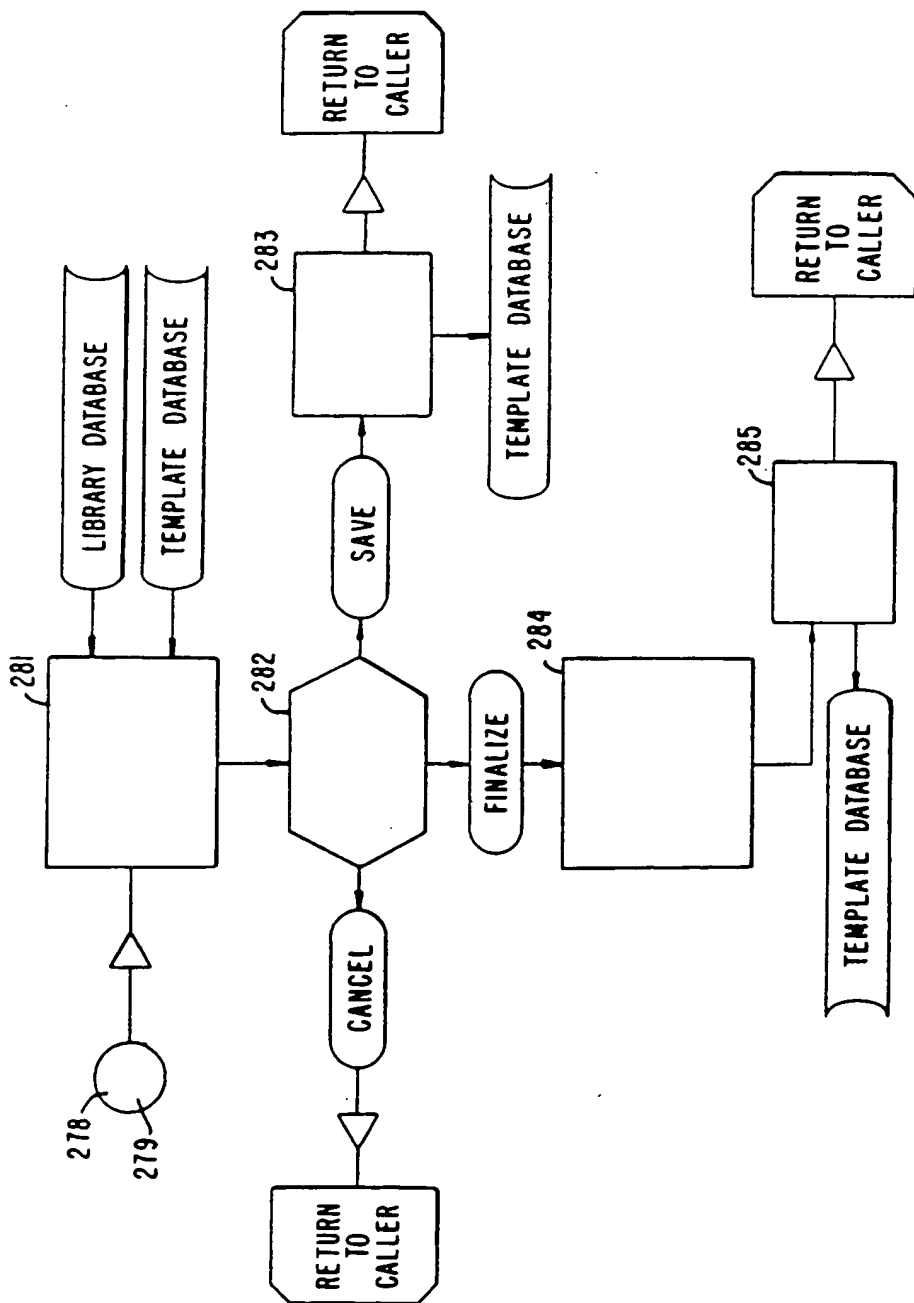 278
279
281
LIBRARY DATABASE
TEMPLATE DATABASE
RETURN
TO
CALLER
CANCEL
282
SAVE
283
RETURN
TO
CALLER
TEMPLATE DATABASE
FINALIZE
284
285
RETURN
TO
CALLER
TEMPLATE DATABASE